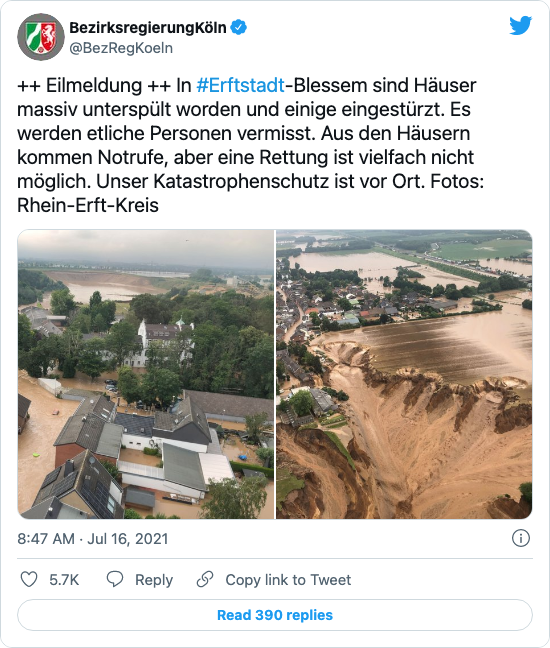 BezirksregierungKöln
@BezRegKoeln
++ Eilmeldung ++ In #Erftstadt-Blessem sind Häuser
massiv unterspült worden und einige eingestürzt. Es
werden etliche Personen vermisst. Aus den Häusern
kommen Notrufe, aber eine Rettung ist vielfach nicht
möglich. Unser Katastrophenschutz ist vor Ort. Fotos:
Rhein-Erft-Kreis
8:47 AM · Jul 16, 2021
5.7K Reply Copy link to Tweet
Read 390 replies